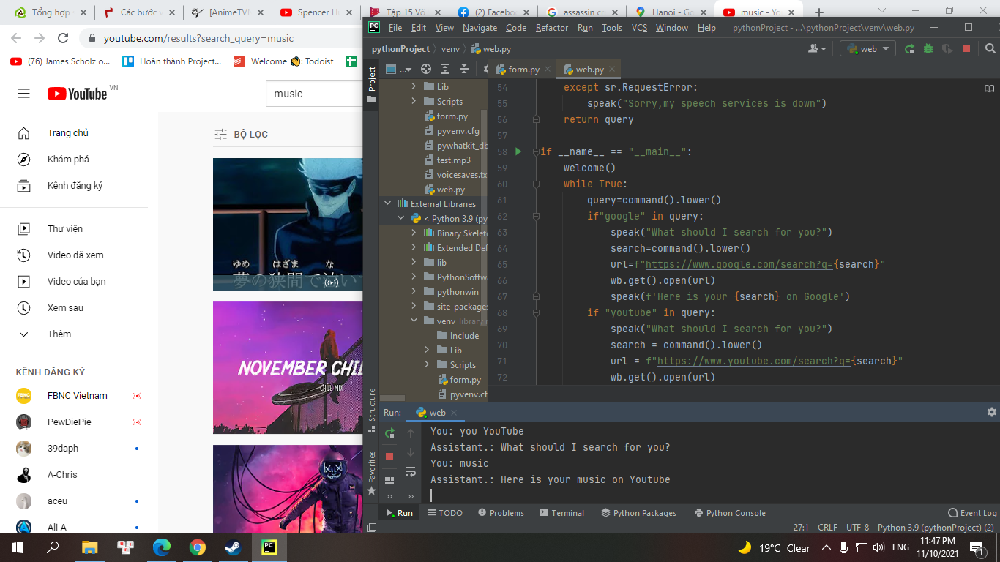 Tổng hợp
Các bước v
[AnimeTVN
Spencer Hu
Tập 15 Võ
(2) Facebo
assassin cr
Hanoi - Go
music - Yo
youtube.com/results?search_query=music
(76) James Scholz o...
Hoàn thành Project...
Welcome
: Todoist
YouTube VN
music
Trang chủ
Khám phá
Kênh đăng ký
Thư viện
Video đã xem
Video của bạn
Xem sau
Thêm
KÊNH ĐĂNG KÝ
FBNC Vietnam
PewDiePie
39daph
A-Chris
aceu
Ali-A
BỘ LỌC
ゆめ はざま な
夢の狭間で泣いて
NOVEMBER CHIL
CHILL MIX
PC File Edit View Navigate Code Refactor Run Tools VCS Window Help pythonProject - ...\pythonProject\venv\web.py
pythonProject venv web.py
web
Project
form.py web.py
Lib
Scripts
form.py
pyvenv.cfg
pywhatkit_db
test.mp3
voicesaves.tx
web.py
External Libraries
< Python 3.9 (py
Binary Skelet
Extended Def
lib
PythonSoftw
pythonwin
site-package
venv library r
Include
Lib
Scripts
form.py
pyvenv.cf
54 except sr.RequestError:
55 speak("Sorry,my speech services is down")
56 return query
57
58 if __name__ == "__main__":
59 welcome()
60 while True:
61 query=command().lower()
62 if"google" in query:
63 speak("What should I search for you?")
64 search=command().lower()
65 url=f"https://www.google.com/search?q={search}"
66 wb.get().open(url)
67 speak(f'Here is your {search} on Google')
68 if "youtube" in query:
69 speak("What should I search for you?")
70 search = command().lower()
71 url = f"https://www.youtube.com/search?q={search}"
72 wb.get().open(url)
Structure
Favorites
Run: web
You: you YouTube
Assistant.: What should I search for you?
You: music
Assistant.: Here is your music on Youtube
Run TODO Problems Terminal Python Packages Python Console Event Log
27:1 CRLF UTF-8 Python 3.9 (pythonProject) (2)
PC
19°C Clear
ENG
11:47 PM
11/10/2021
1